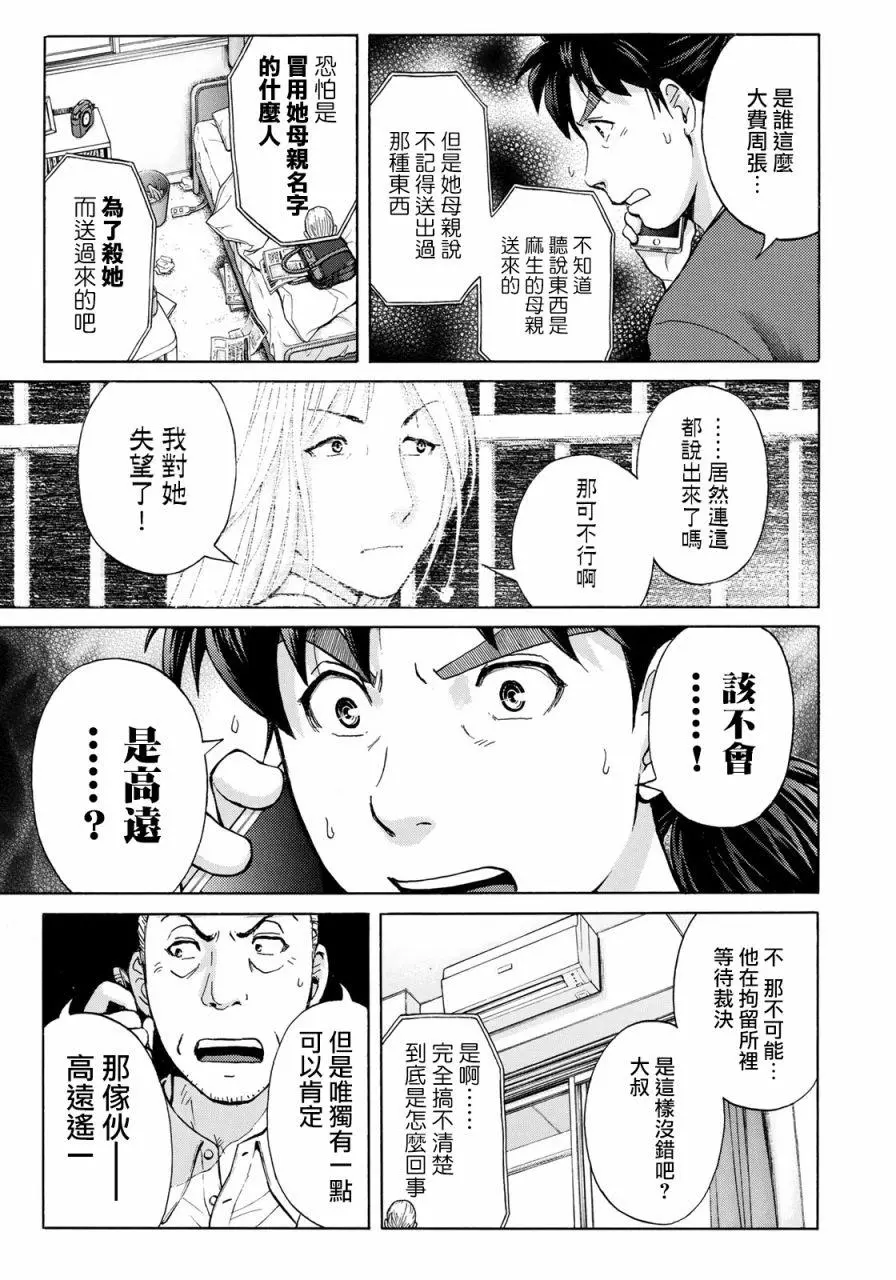 是誰這麼
大費周張…
不知道
聽說東西是
麻生的母親
送來的
但是她母親說
不記得送出過
那種東西
恐怕是
冒用她母親名字
的什麼人
為了殺她
而送過來的吧
……居然連這
都說出來了嗎
那可不行啊
我對她
失望了！
該不會
……！
是高遠
……？
不 那不可能…
他在拘留所裡
等待裁決
是這樣沒錯吧？
大叔
是啊……
完全搞不清楚
到底是怎麼回事
但是唯獨有一點
可以肯定
那傢伙——
高遠遙一